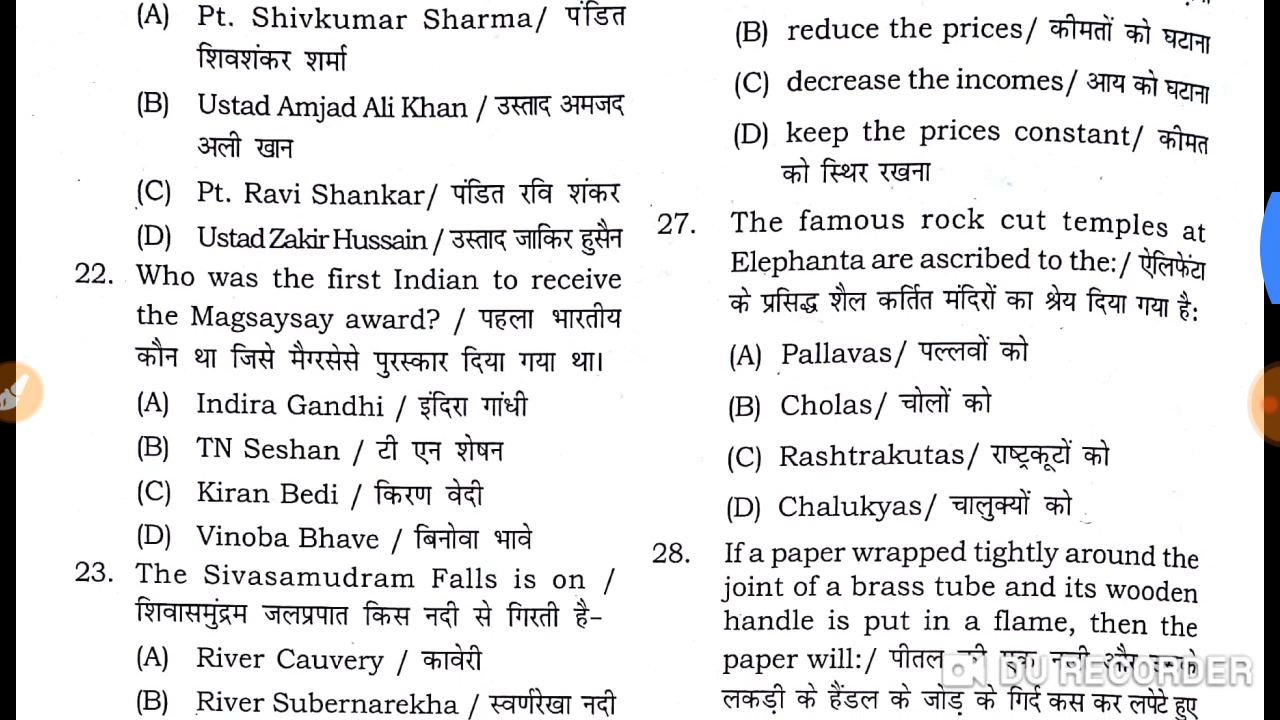 (A) Pt. Shivkumar Sharma/ पंडित
शिवशंकर शर्मा
(B) Ustad Amjad Ali Khan / उस्ताद अमजद
अली खान
(C) Pt. Ravi Shankar/ पंडित रवि शंकर
(D) Ustad Zakir Hussain / उस्ताद जाकिर हुसैन
22. Who was the first Indian to receive
the Magsaysay award? / पहला भारतीय
कौन था जिसे मैग्सेसे पुरस्कार दिया गया था।
(A) Indira Gandhi / इंदिरा गांधी
(B) TN Seshan / टी एन शेषन
(C) Kiran Bedi / किरण वेदी
(D) Vinoba Bhave / बिनोवा भावे
23. The Sivasamudram Falls is on /
शिवासमुंद्रम जलप्रपात किस नदी से गिरती है-
(A) River Cauvery / कावेरी
(B) River Subernarekha / स्वर्णरेखा नदी
(B) reduce the prices/ कीमतों को घटाना
(C) decrease the incomes/ आय को घटाना
(D) keep the prices constant/ कीमत
को स्थिर रखना
27. The famous rock cut temples at
Elephanta are ascribed to the:/ ऐलिफेंटा
के प्रसिद्ध शैल कर्तित मंदिरों का श्रेय दिया गया है:
(A) Pallavas/ पल्लवों को
(B) Cholas/ चोलों को
(C) Rashtrakutas/ राष्ट्रकूटों को
(D) Chalukyas/ चालुक्यों को
28. If a paper wrapped tightly around the
joint of a brass tube and its wooden
handle is put in a flame, then the
paper will:/ पीतल की एक नली और उसके
लकड़ी के हैंडल के जोड़ के गिर्द कस कर लपेटे हुए
DU RECORDER